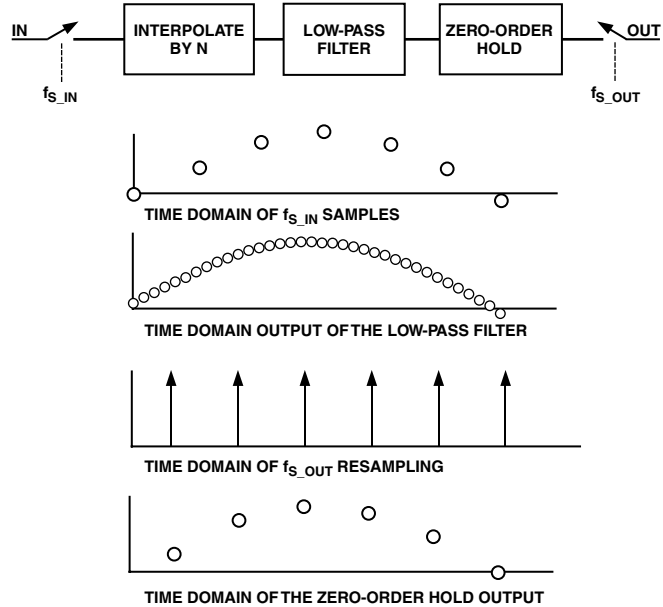 IN
INTERPOLATE
BY N
LOW-PASS
FILTER
ZERO-ORDER
HOLD
OUT
fS_IN
fS_OUT
TIME DOMAIN OF fS_IN SAMPLES
TIME DOMAIN OUTPUT OF THE LOW-PASS FILTER
TIME DOMAIN OF fS_OUT RESAMPLING
TIME DOMAIN OF THE ZERO-ORDER HOLD OUTPUT